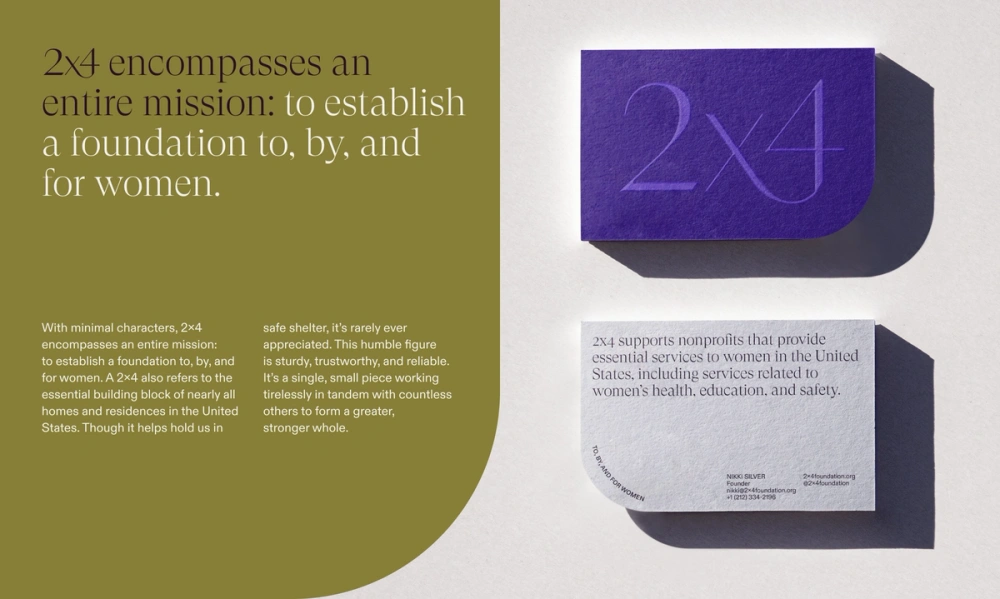 2x4 encompasses an
entire mission: to establish
a foundation to, by, and
for women.
With minimal characters, 2×4
encompasses an entire mission:
to establish a foundation to, by, and
for women. A 2×4 also refers to the
essential building block of nearly all
homes and residences in the United
States. Though it helps hold us in
safe shelter, it’s rarely ever
appreciated. This humble figure
is sturdy, trustworthy, and reliable.
It’s a single, small piece working
tirelessly in tandem with countless
others to form a greater,
stronger whole.
2x4
2x4 supports nonprofits that provide
essential services to women in the United
States, including services related to
women’s health, education, and safety.
TO, BY, AND FOR WOMEN
NIKKI SILVER
Founder
nikki@2×4foundation.org
+1 (212) 334-2195
2×4foundation.org
@2×4foundation